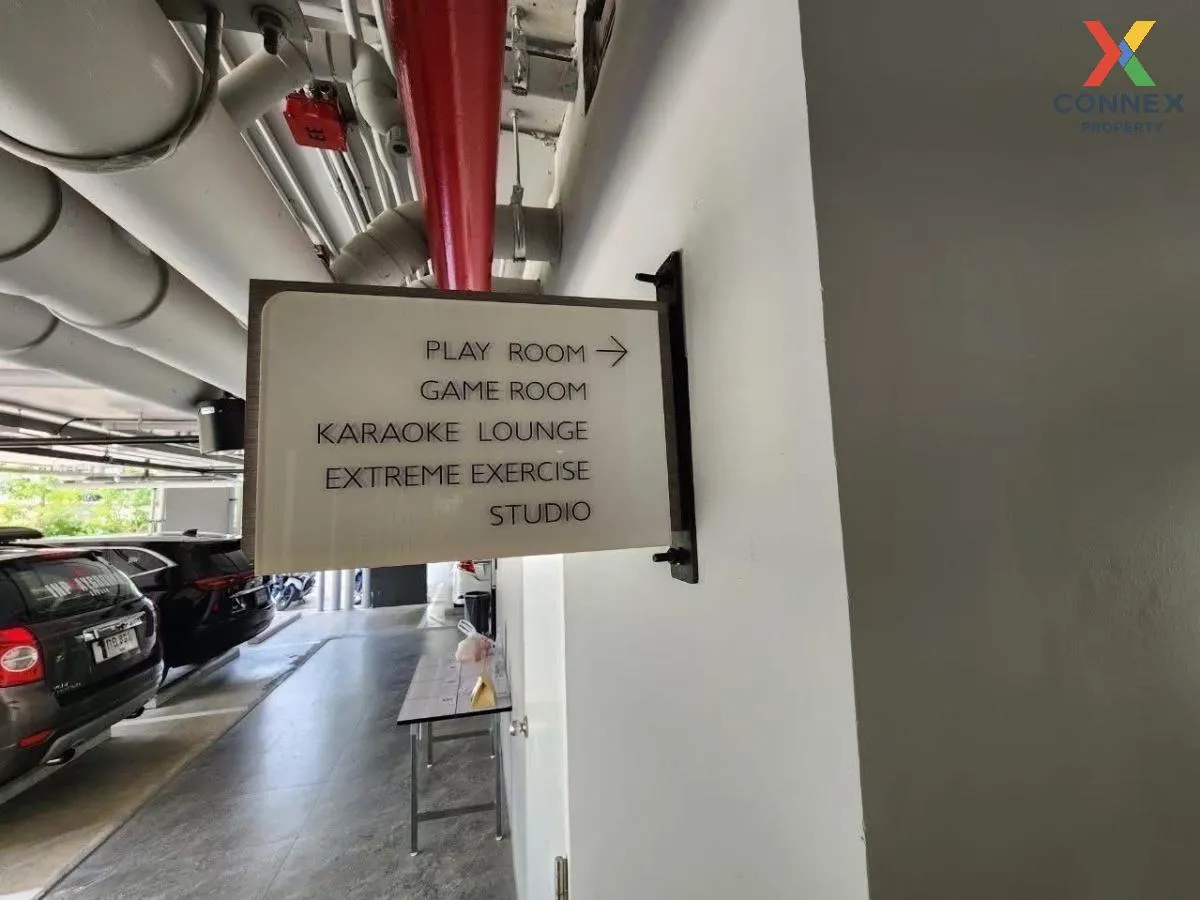 CONNEX
PROPERTY
PLAY ROOM →
GAME ROOM
KARAOKE LOUNGE
EXTREME EXERCISE
STUDIO